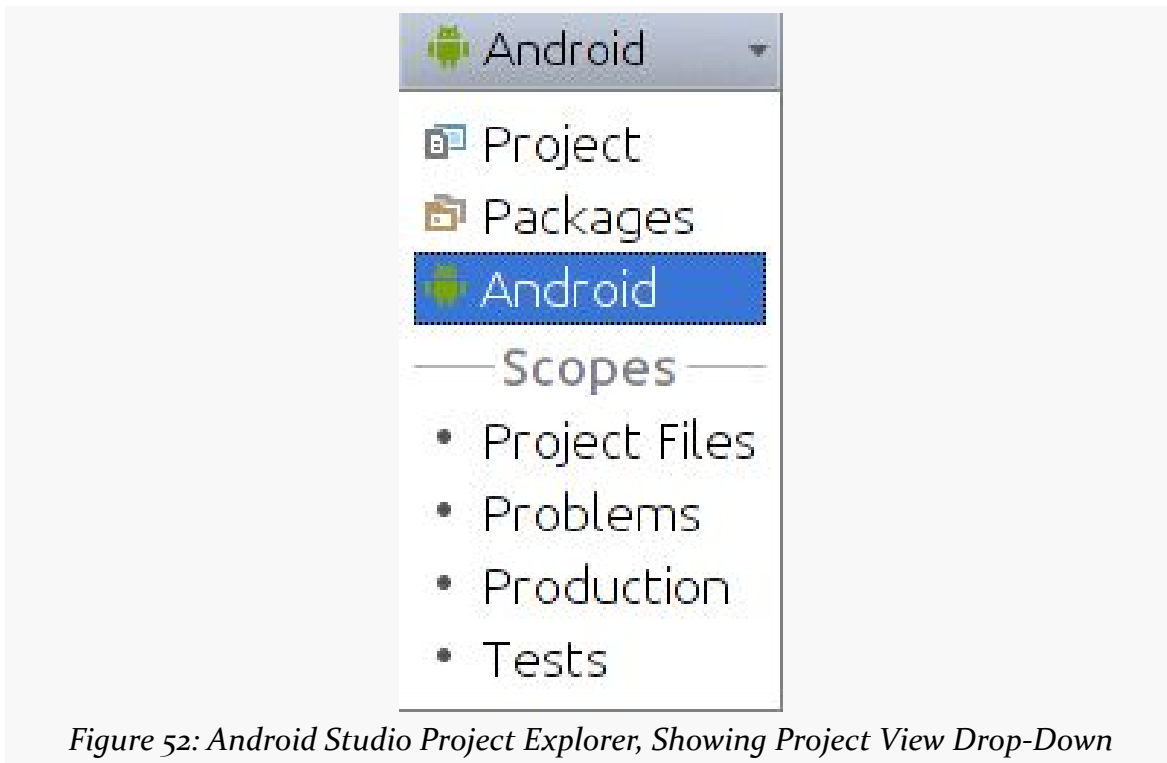 Android
Project
Packages
Android
Scopes
Project Files
Problems
Production
Tests
Figure 52: Android Studio Project Explorer, Showing Project View Drop-Down